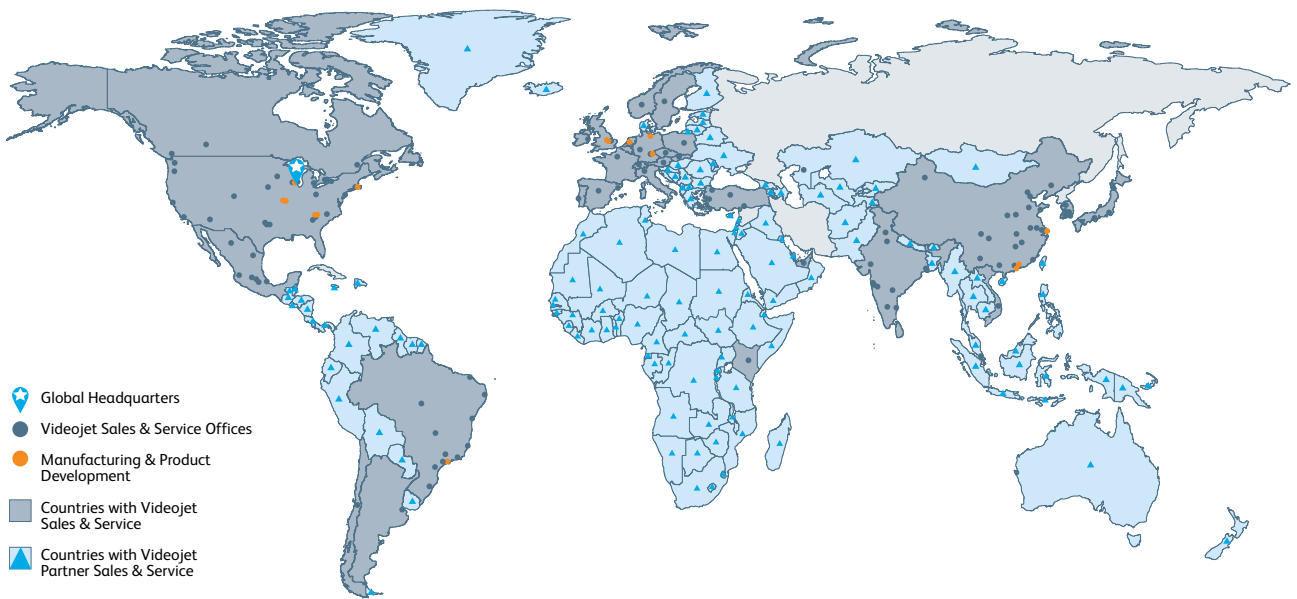 Global Headquarters
Videojet Sales & Service Offices
Manufacturing & Product
Development
Countries with Videojet
Sales & Service
Countries with Videojet
Partner Sales & Service